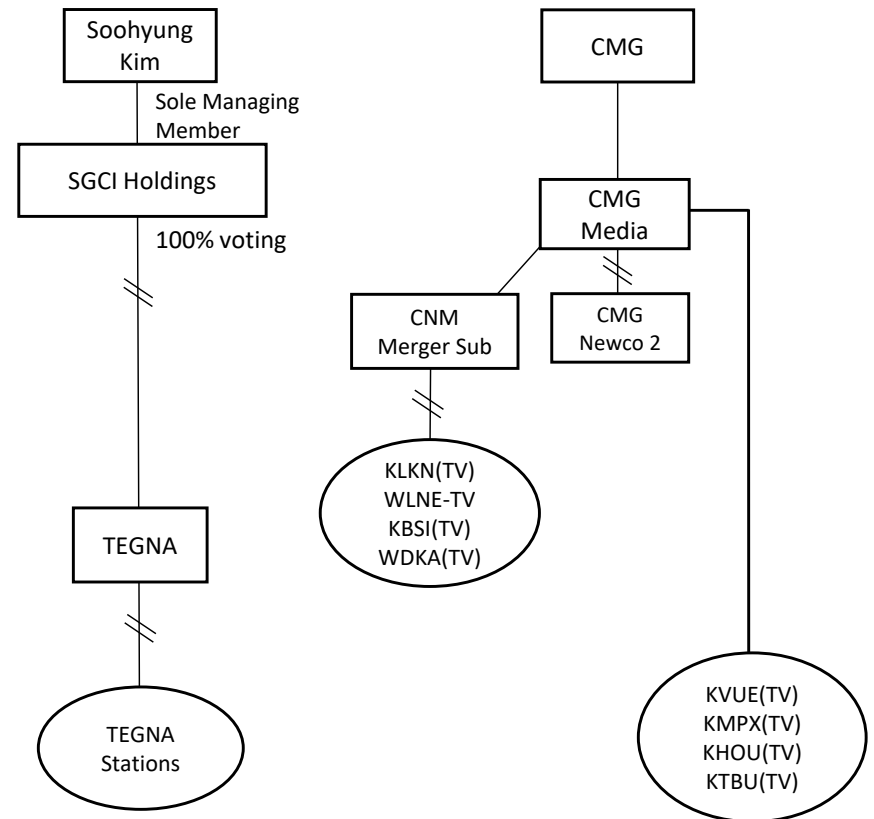 Soohyung
Kim
Sole Managing
Member
SGCI Holdings
100% voting
TEGNA
TEGNA
Stations
CMG
CMG
Media
CNM
Merger Sub
CMG
Newco 2
KLKN(TV)
WLNE-TV
KBSI(TV)
WDKA(TV)
KVUE(TV)
KMPX(TV)
KHOU(TV)
KTBU(TV)